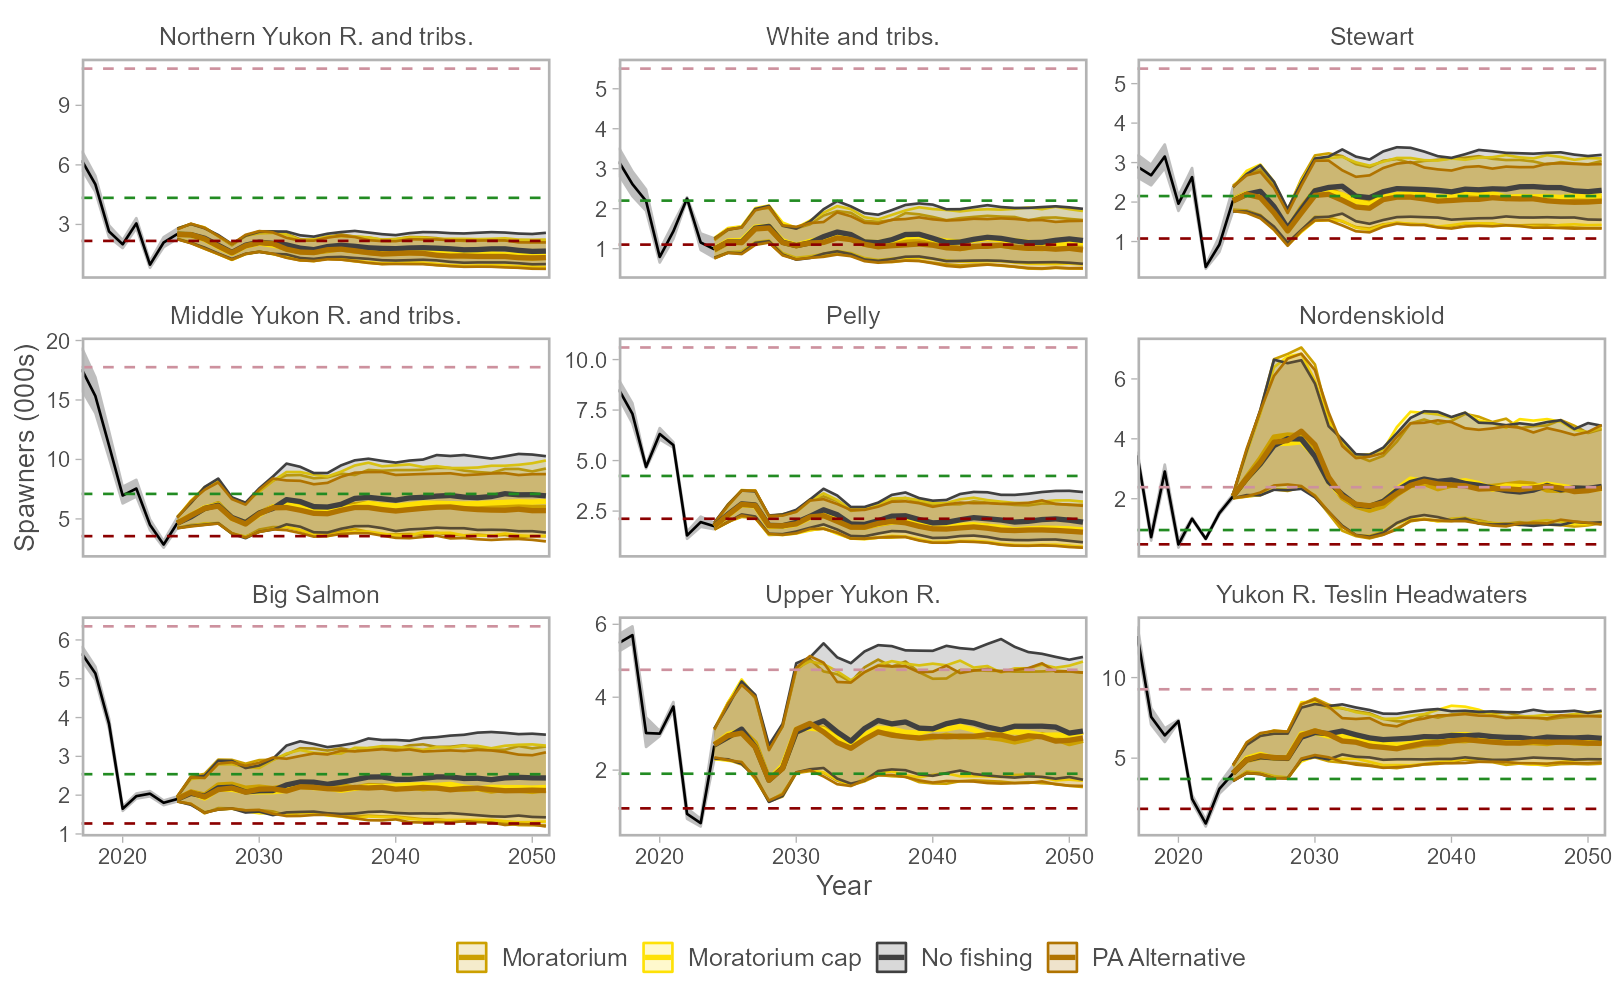 Northern Yukon R. and tribs.
White and tribs.
Stewart
9
6
3
5
4
3
2
1
5
4
3
2
1
Middle Yukon R. and tribs.
Pelly
Nordenskiold
Spawners (000s)
20
15
10
5
10.0
7.5
5.0
2.5
6
4
2
Big Salmon
Upper Yukon R.
Yukon R. Teslin Headwaters
6
5
4
3
2
1
6
4
2
10
5
2020 2030 2040 2050
2020 2030 2040 2050
2020 2030 2040 2050
Year
Moratorium Moratorium cap No fishing PA Alternative